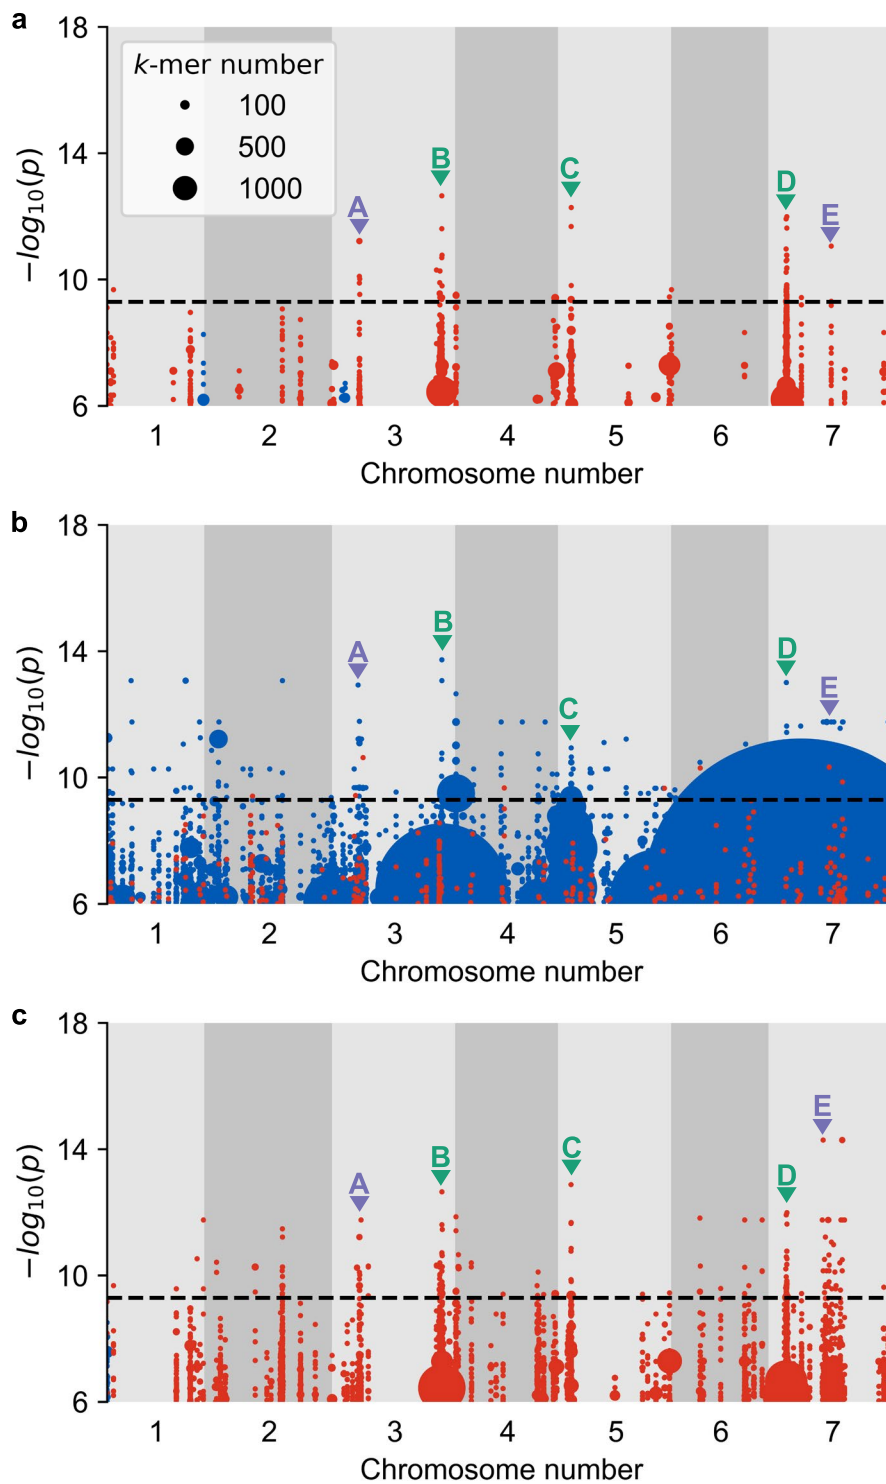 a
18
k-mer number
100
500
1000
14
10
6
−log10(p)
A
B
C
D
E
1 2 3 4 5 6 7
Chromosome number
b
18
14
10
6
−log10(p)
A
B
C
D
E
1 2 3 4 5 6 7
Chromosome number
c
18
14
10
6
−log10(p)
A
B
C
D
E
1 2 3 4 5 6 7
Chromosome number